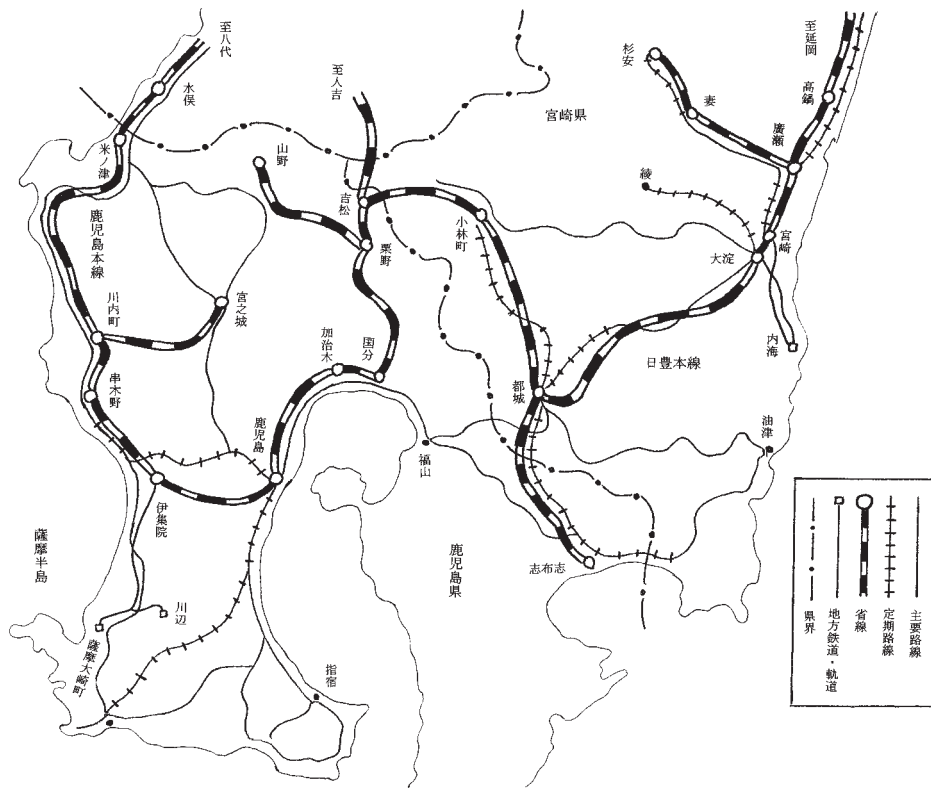 至八代
水俣
米ノ津
鹿児島本線
川内町
串木野
伊集院
薩摩半島
川辺
薩摩大崎町
至人吉
山野
吉松
栗野
宮之城
加治木
国分
鹿児島
指宿
福山
鹿児島県
宮崎県
小林町
都城
志布志
日豊本線
杉安
妻
綾
至延岡
高鍋
廣瀬
宮崎
大淀
内海
油津
主要路線
定期路線
省線
地方鉄道・軌道
県界